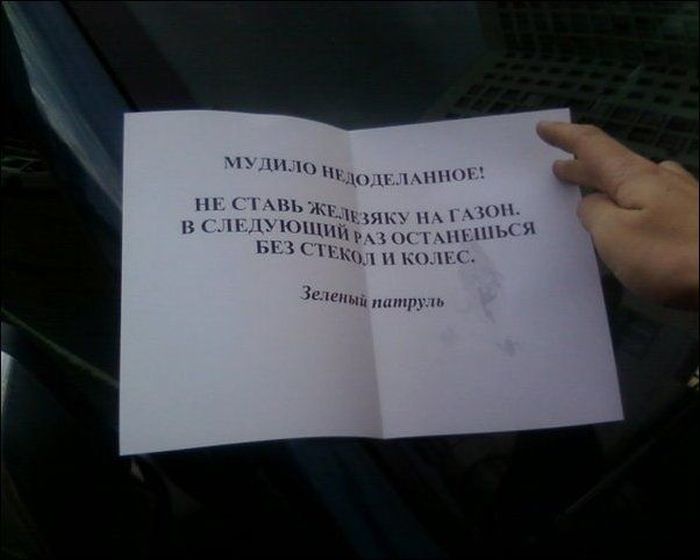 МУДИЛО НЕДОДЕЛАННОЕ!
НЕ СТАВЬ ЖЕЛЕЗЯКУ НА ГАЗОН.
В СЛЕДУЮЩИЙ РАЗ ОСТАНЕШЬСЯ
БЕЗ СТЕКОЛ И КОЛЕС.
Зеленый патруль